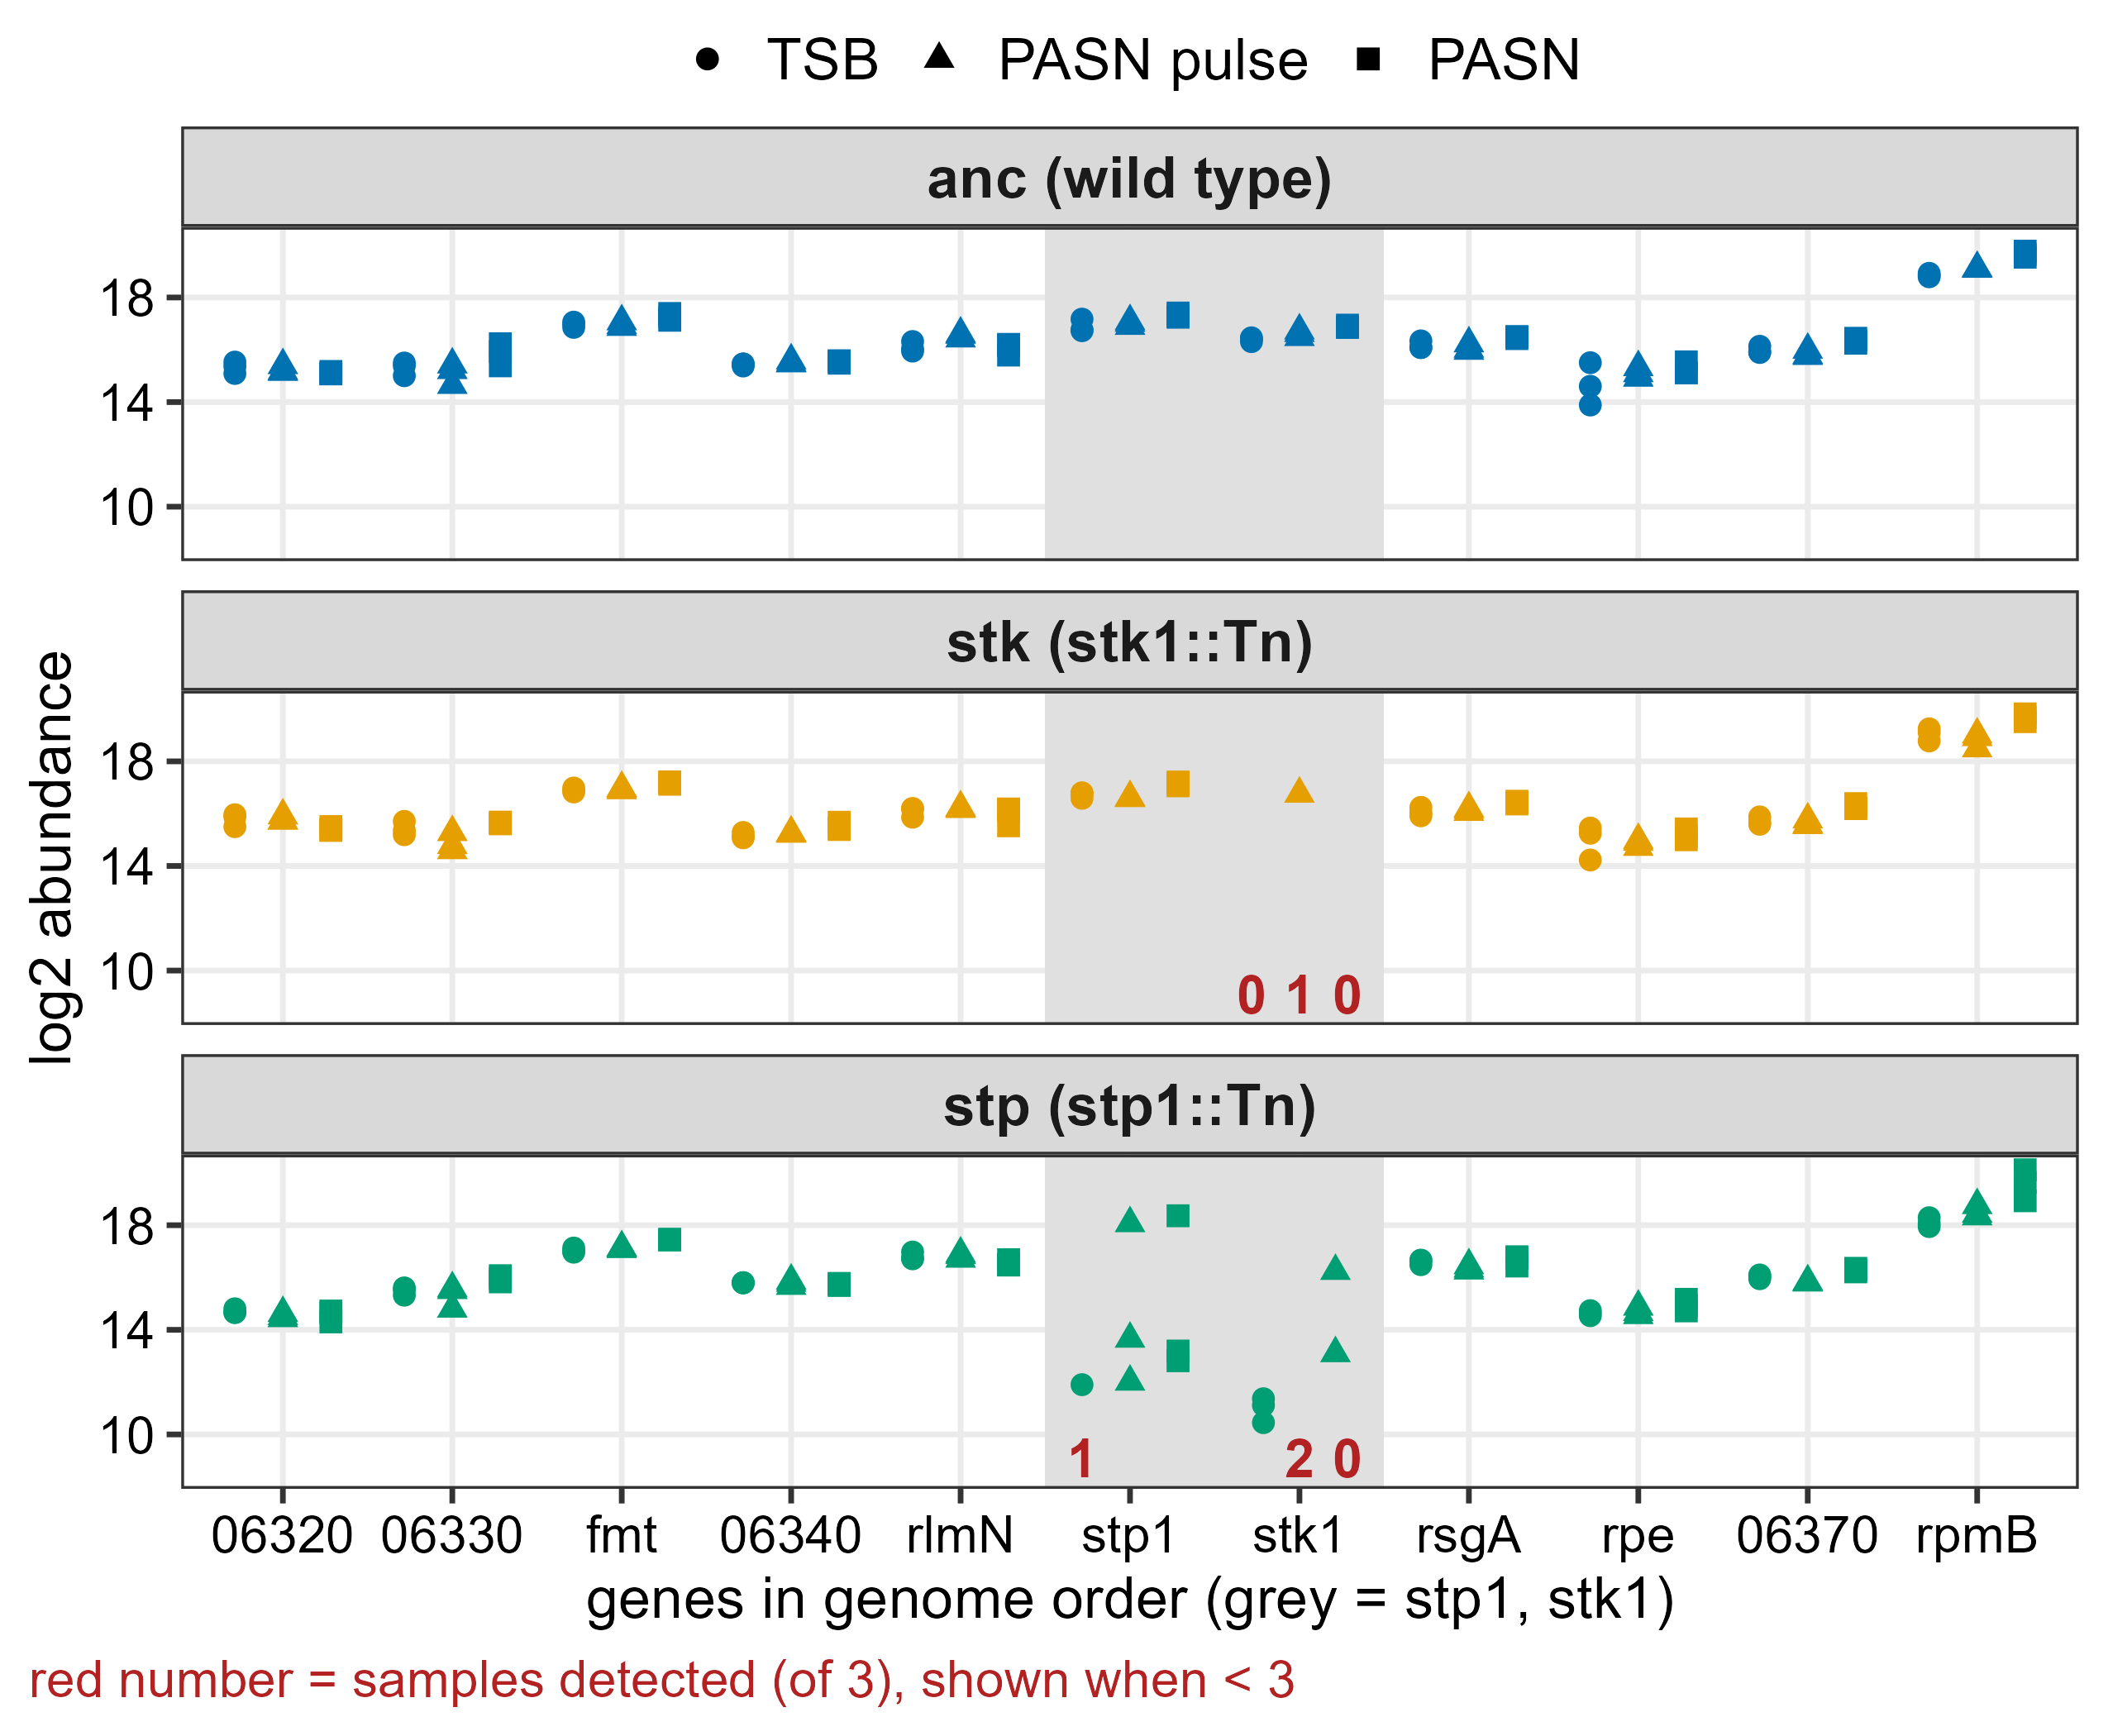 TSB PASN pulse PASN
anc (wild type)
18
14
10
stk (stk1::Tn)
18
14
10
0 1 0
stp (stp1::Tn)
18
14
10
1 2 0
log2 abundance
06320 06330 fmt 06340 rlmN stp1 stk1 rsgA rpe 06370 rpmB
genes in genome order (grey = stp1, stk1)
red number = samples detected (of 3), shown when < 3